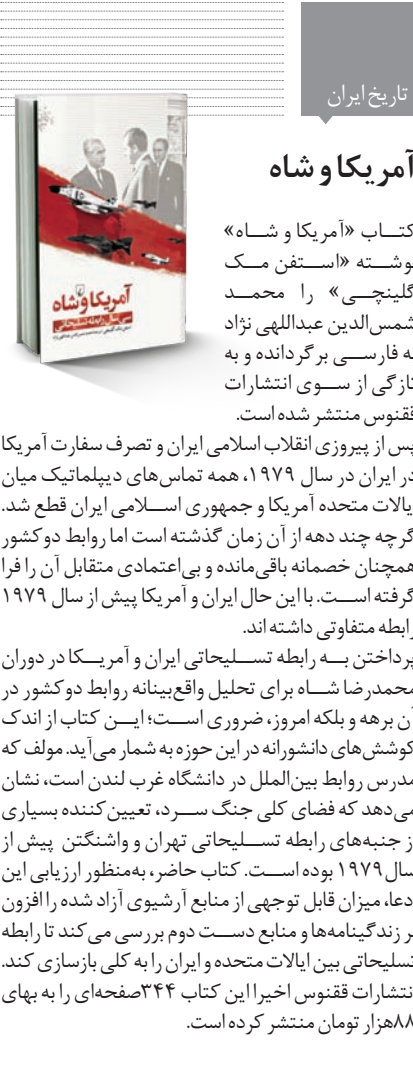 تاریخ ایران
آمریکا و شاه
آمریکا و شاه
سی سال رابطه تسلیحاتی
کتاب «آمریکا و شاه»
نوشته «استفن مک
گلینچی» را محمد
شمس‌الدین عبداللهی نژاد
به فارسی برگردانده و به
تازگی از سوی انتشارات
ققنوس منتشر شده است.
پس از پیروزی انقلاب اسلامی ایران و تصرف سفارت آمریکا
در ایران در سال ۱۹۷۹، همه تماس‌های دیپلماتیک میان
یالات متحده آمریکا و جمهوری اسلامی ایران قطع شد.
گرچه چند دهه از آن زمان گذشته است اما روابط دو کشور
همچنان خصمانه باقی‌مانده و بی‌اعتمادی متقابل آن را فرا
گرفته است. با این حال ایران و آمریکا پیش از سال ۱۹۷۹
رابطه متفاوتی داشته اند.
پرداختن به رابطه تسلیحاتی ایران و آمریکا در دوران
محمدرضا شاه برای تحلیل واقع‌بینانه روابط دو کشور در
آن برهه و بلکه امروز، ضروری است؛ این کتاب از اندک
کوشش‌های دانشورانه در این حوزه به شمار می‌آید. مولف که
مدرس روابط بین‌الملل در دانشگاه غرب لندن است، نشان
می‌دهد که فضای کلی جنگ سرد، تعیین‌کننده بسیاری
ز جنبه‌های رابطه تسلیحاتی تهران و واشنگتن پیش از
سال ۱۹۷۹ بوده است. کتاب حاضر، به‌منظور ارزیابی این
دعا، میزان قابل توجهی از منابع آرشیوی آزاد شده را افزون
بر زندگینامه‌ها و منابع دست دوم بررسی می‌کند تا رابطه
تسلیحاتی بین ایالات متحده و ایران را به کلی بازسازی کند.
نتشارات ققنوس اخیرا این کتاب ۳۴۴صفحه‌ای را به بهای
۸۸هزار تومان منتشر کرده است.